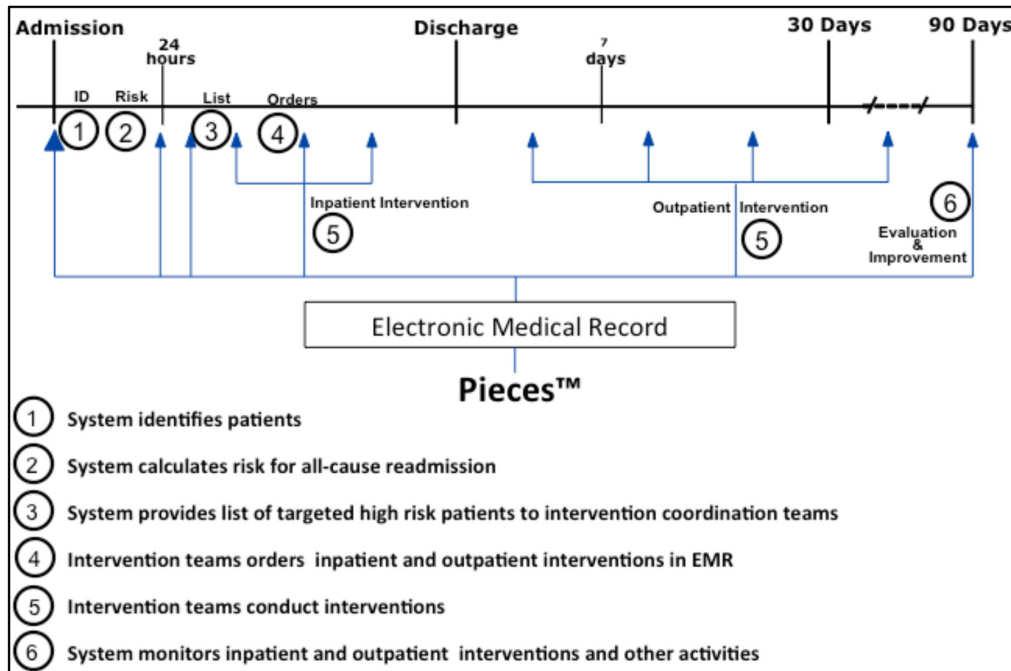 Admission
Discharge
30 Days
90 Days
24
hours
7
days
ID
Risk
List
Orders
1
2
3
4
Inpatient Intervention
5
Outpatient Intervention
5
6
Evaluation
&
Improvement
Electronic Medical Record
Pieces™
1 System identifies patients
2 System calculates risk for all-cause readmission
3 System provides list of targeted high risk patients to intervention coordination teams
4 Intervention teams orders inpatient and outpatient interventions in EMR
5 Intervention teams conduct interventions
6 System monitors inpatient and outpatient interventions and other activities